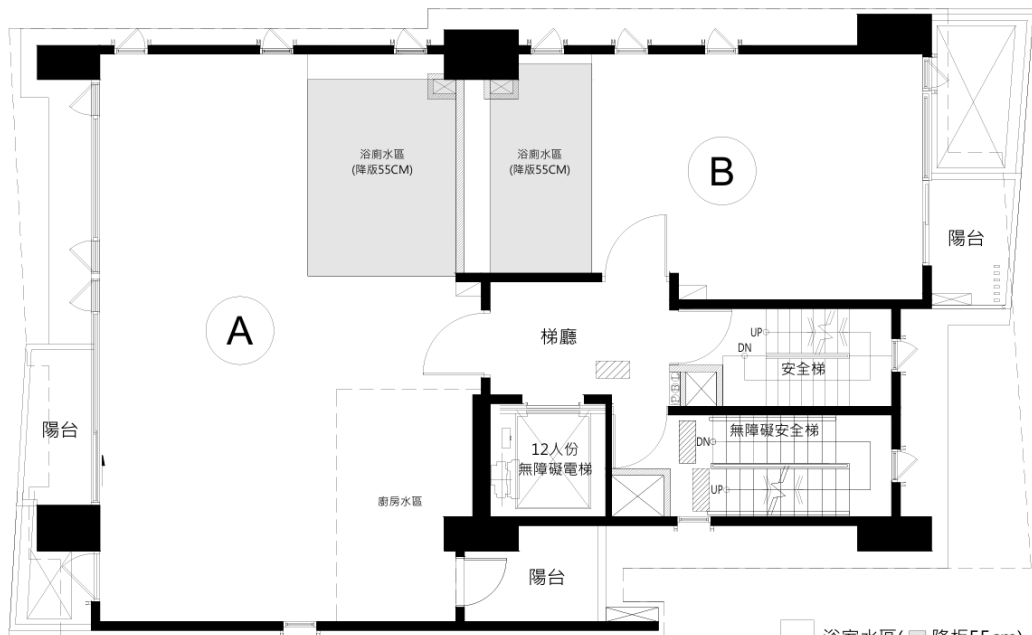 浴廁水區
(降版55CM)
浴廁水區
(降版55CM)
B
陽台
A
梯廳
UP
DN
安全梯
陽台
12人份
無障礙電梯
無障礙安全梯
DN
UP
廚房水區
陽台